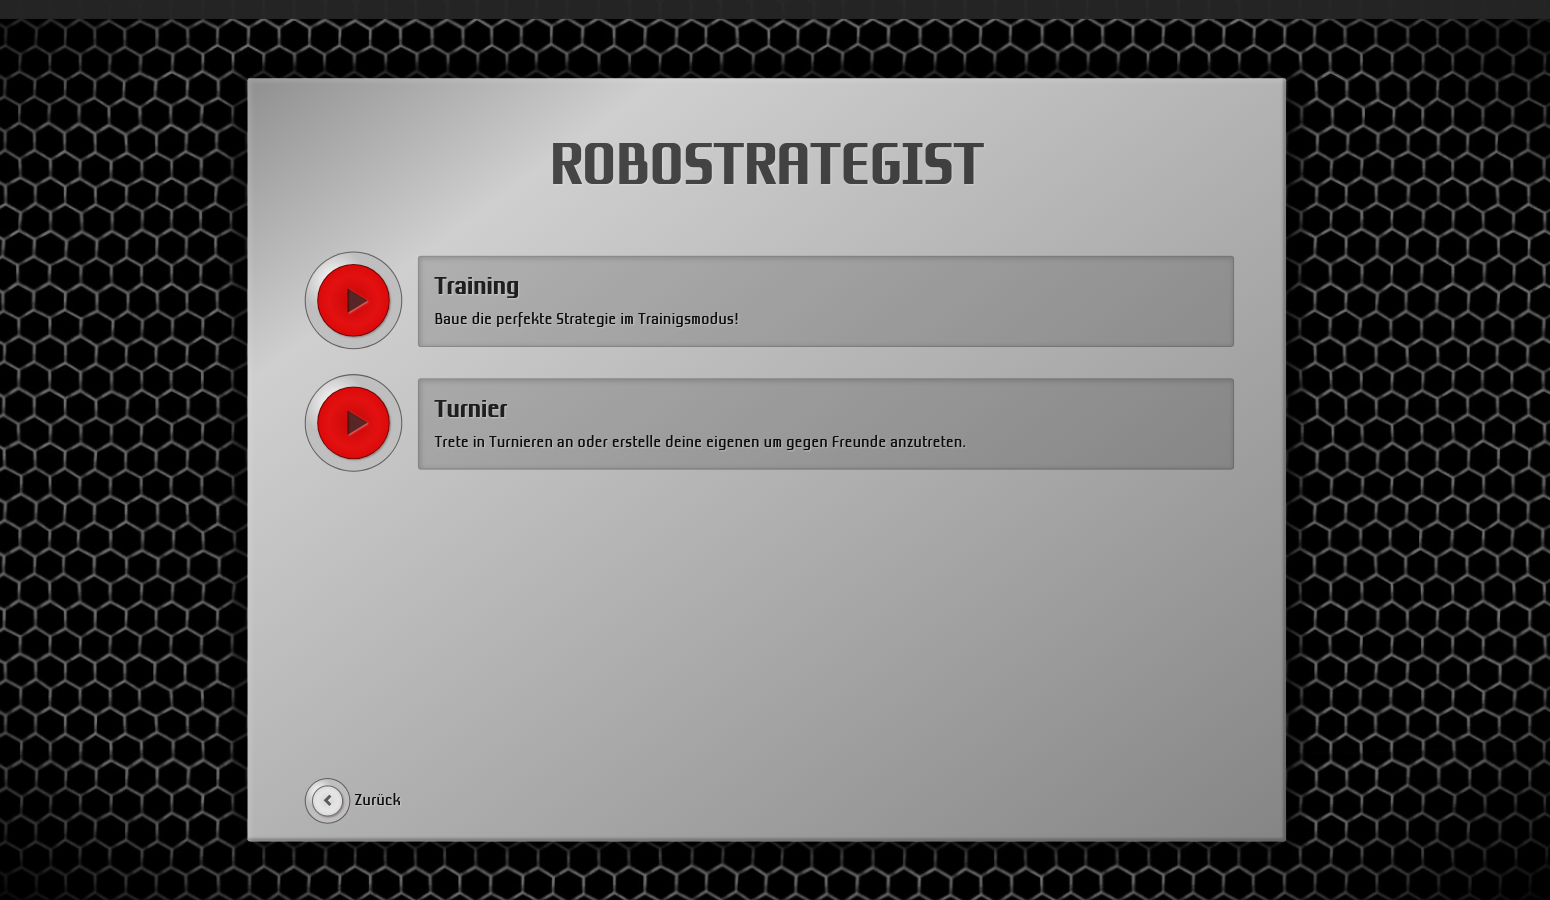 ROBOSTRATEGIST
Training
Baue die perfekte Strategie im Trainigsmodus!
Turnier
Trete in Turnieren an oder erstelle deine eigenen um gegen Freunde anzutreten.
Zurück